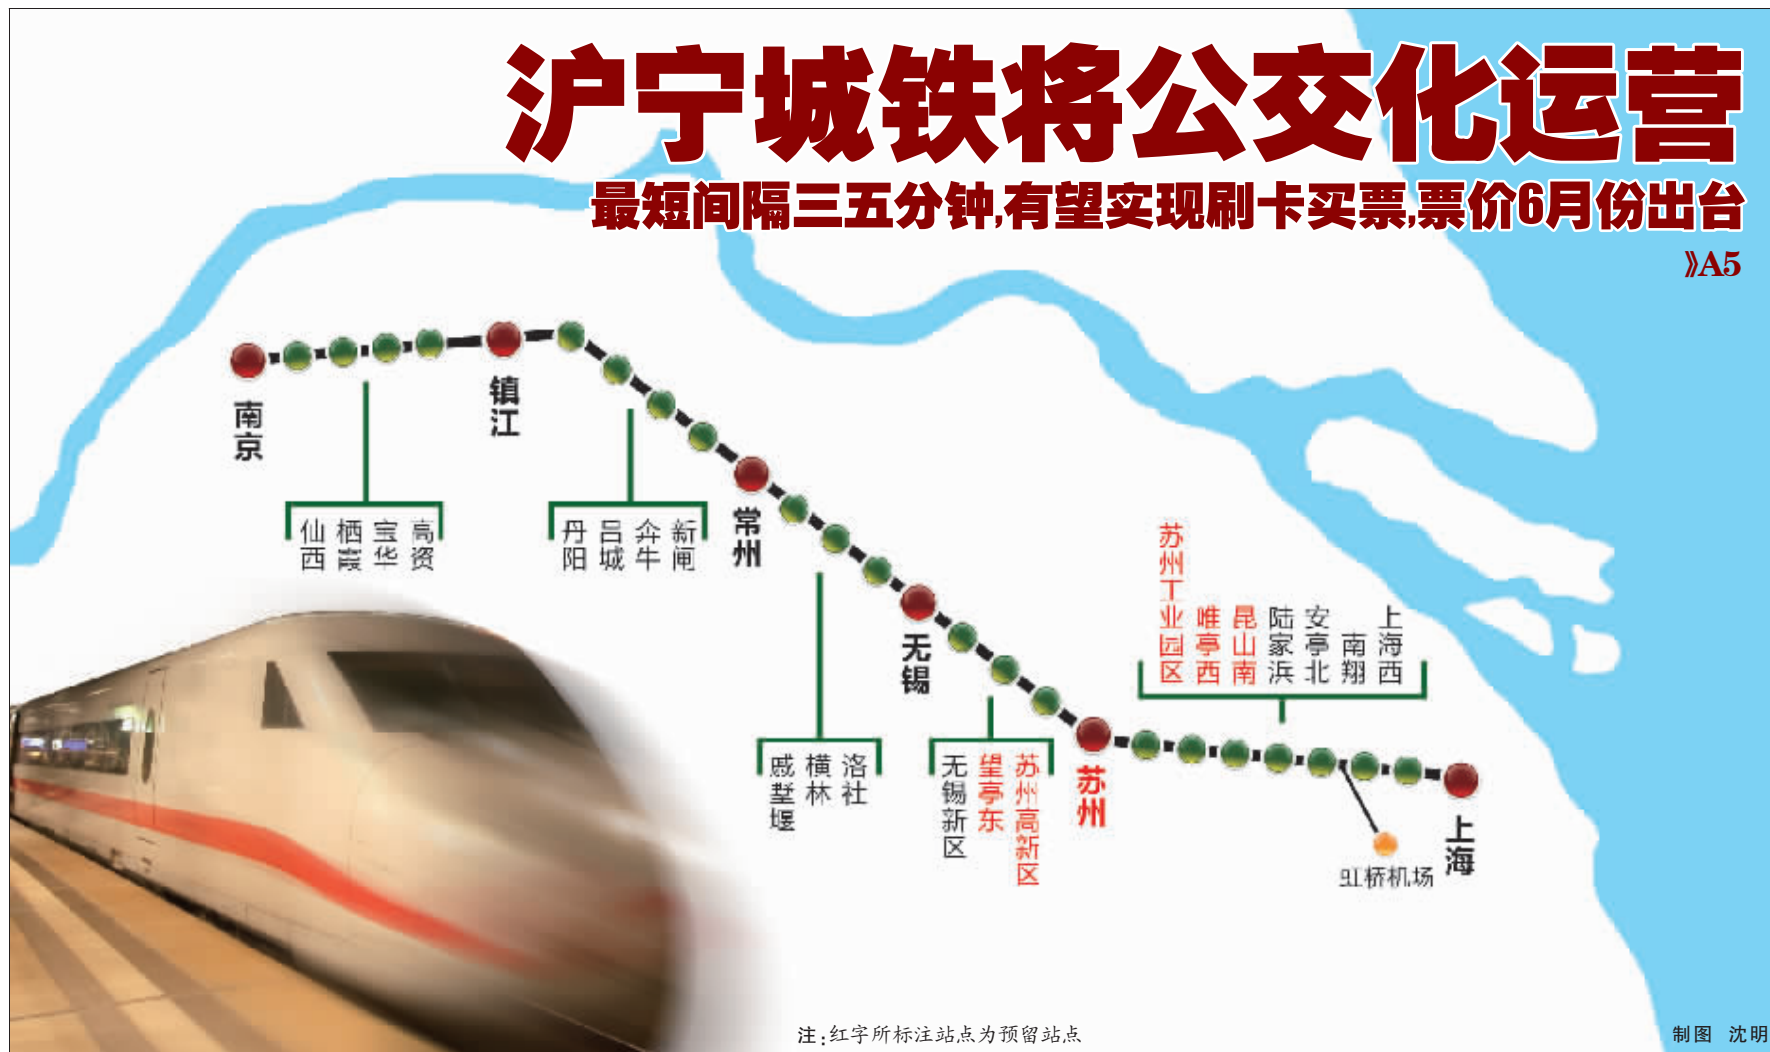 沪宁城铁将公交化运营
最短间隔三五分钟,有望实现刷卡买票,票价6月份出台
》A5
南京
仙西
栖霞
宝华
高资
镇江
丹阳
吕城
奔牛
新闸
常州
戚墅堰
横林
洛社
无锡
无锡新区
望亭东
苏州高新区
苏州
苏州工业园区
唯亭西
昆山南
陆家浜
安亭北
南翔
上海西
虹桥机场
上海
注:红字所标注站点为预留站点
制图 沈明